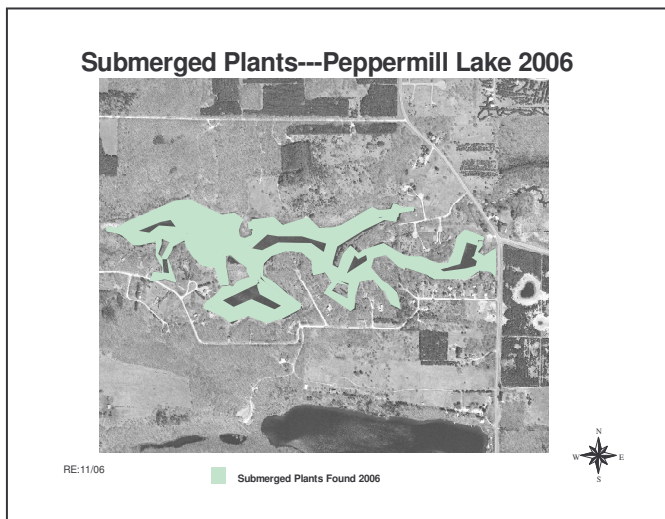 Submerged Plants---Peppermill Lake 2006
N
W E
S
RE:11/06
Submerged Plants Found 2006